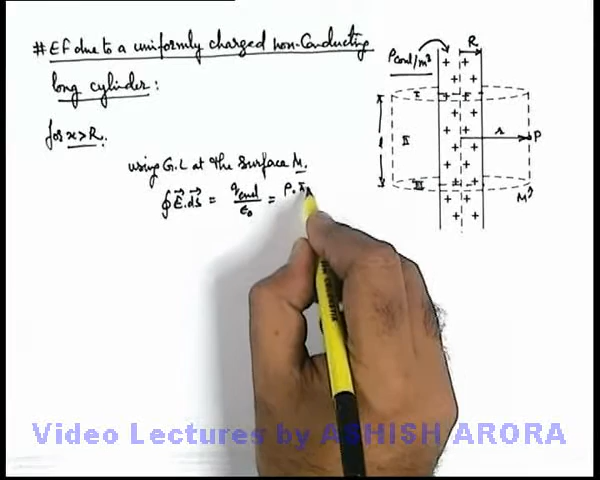 # EF due to a uniformly charged non-Conducting
long cylinder:
for x>R.
using G.L at the surface M.
∮E⃗.ds⃗ = q_encl/ε₀ = ρ.π
ρ coul/m³
R
I
II
III
l
x
P
M
Video Lectures by ASHISH ARORA